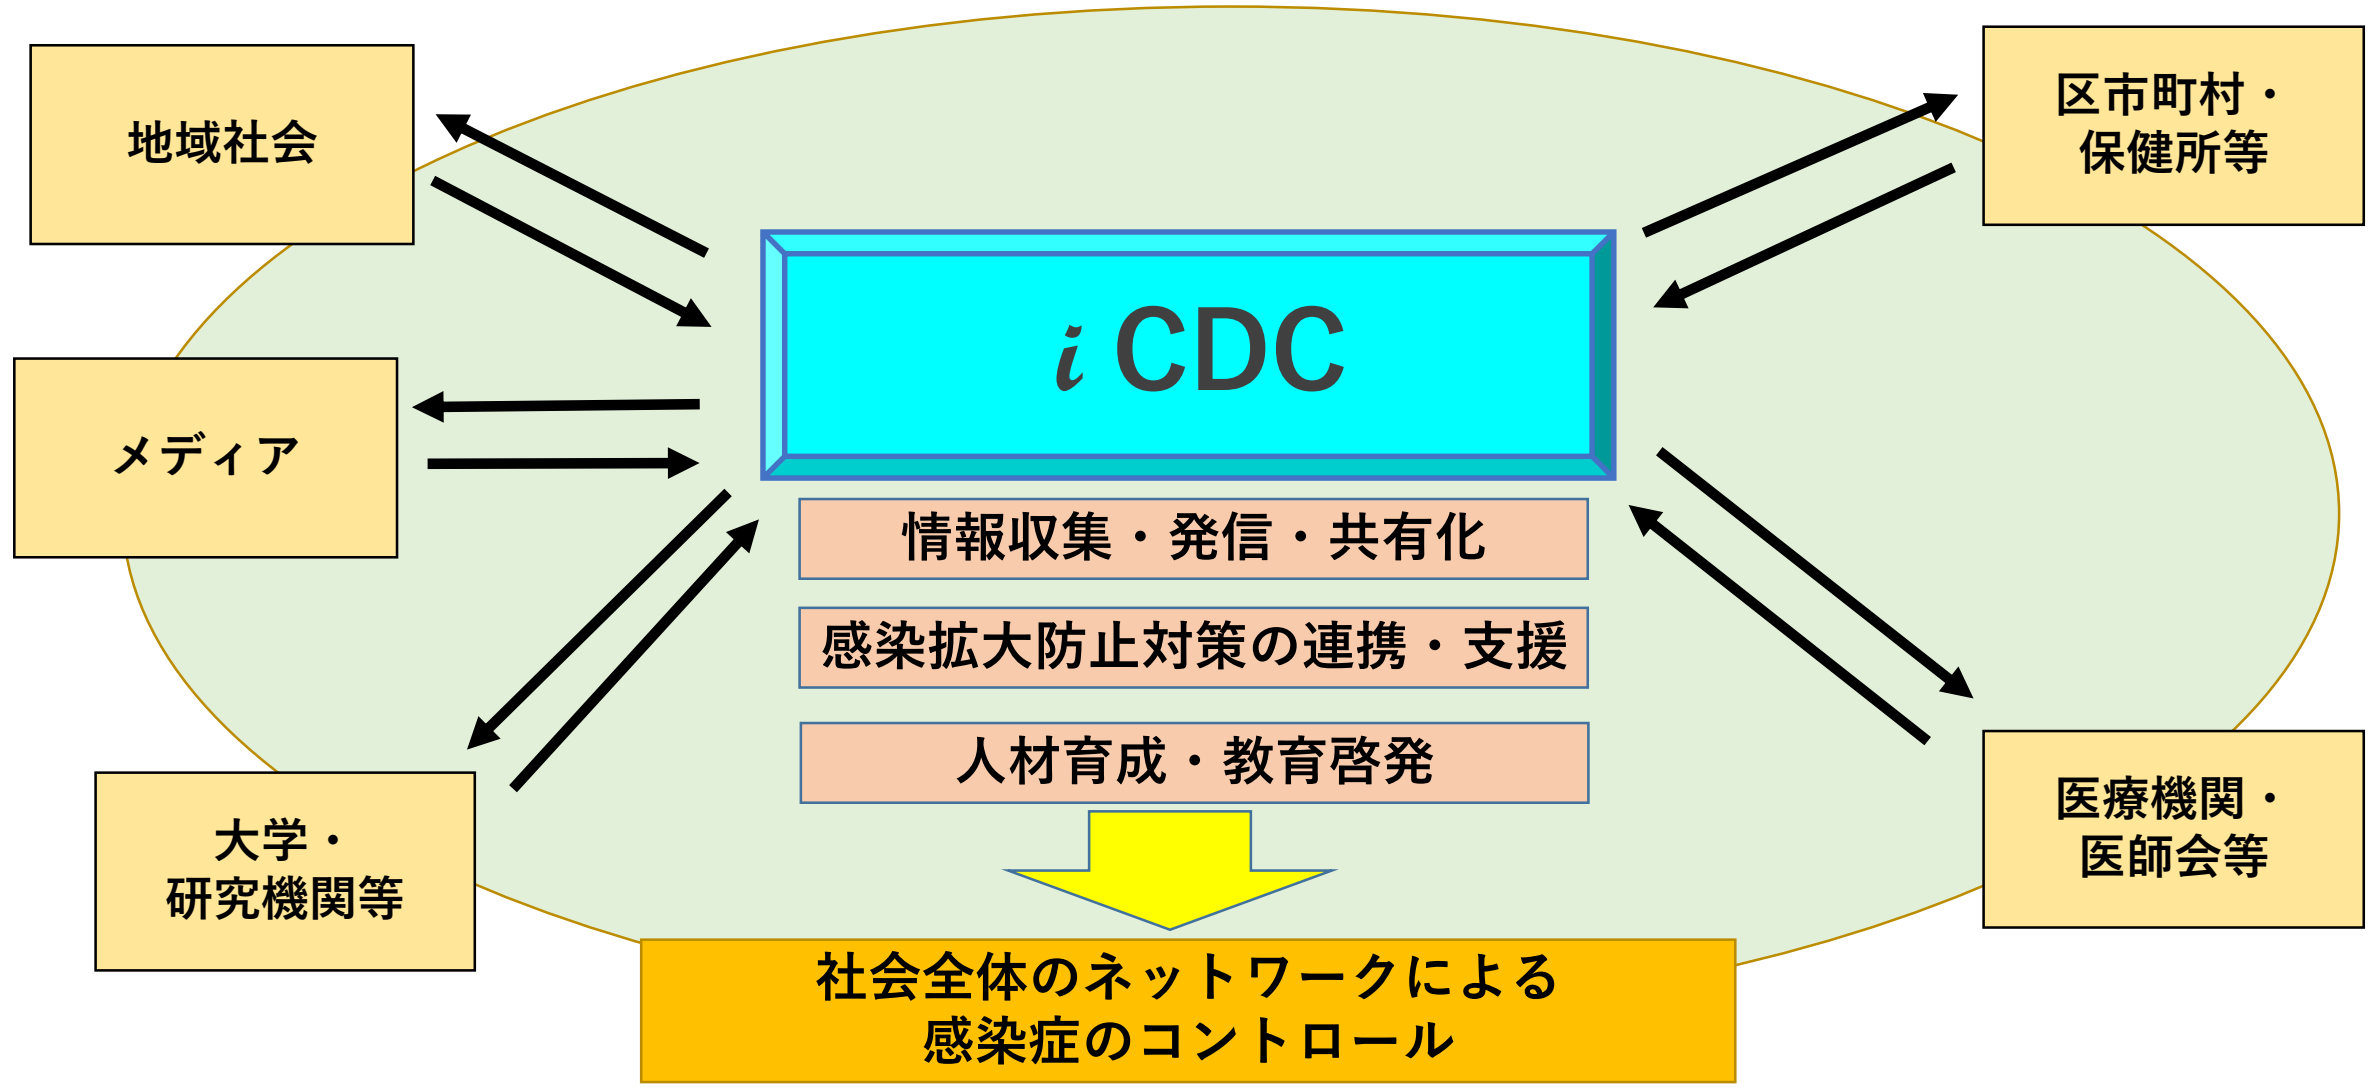 地域社会
区市町村・
保健所等
i CDC
メディア
情報収集・発信・共有化
感染拡大防止対策の連携・支援
人材育成・教育啓発
大学・
研究機関等
医療機関・
医師会等
社会全体のネットワークによる
感染症のコントロール